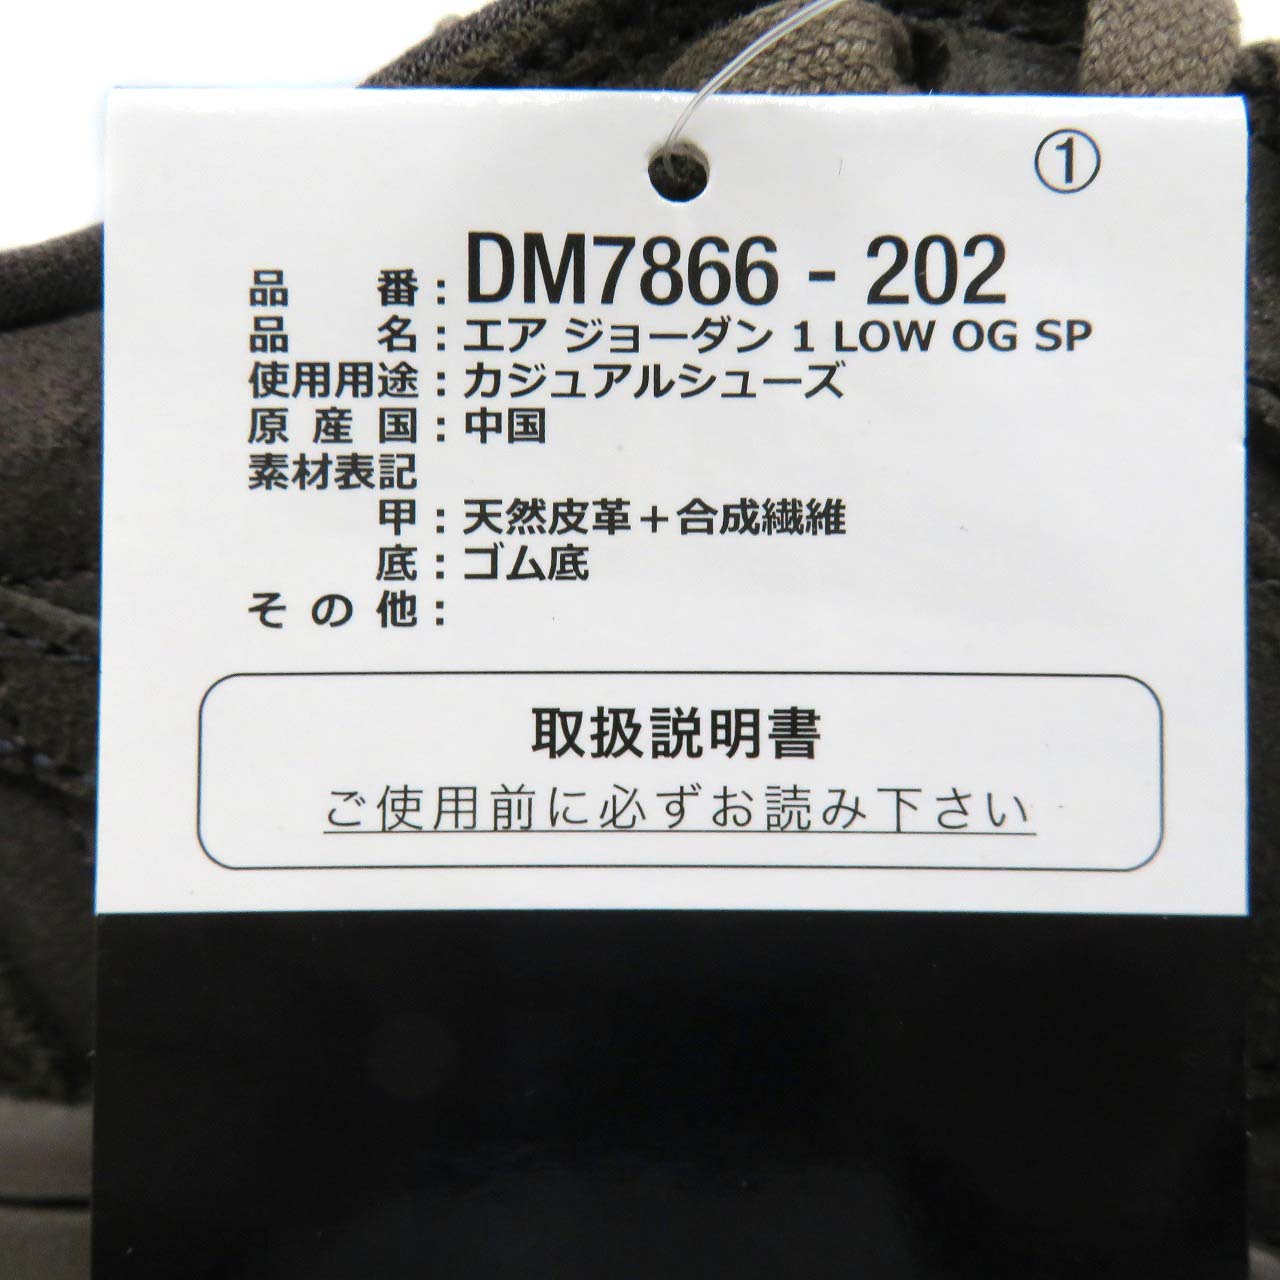 ①
品番：DM7866 - 202
品名：エア ジョーダン 1 LOW OG SP
使用用途：カジュアルシューズ
原産国：中国
素材表記
甲：天然皮革＋合成繊維
底：ゴム底
その他：
取扱説明書
ご使用前に必ずお読み下さい